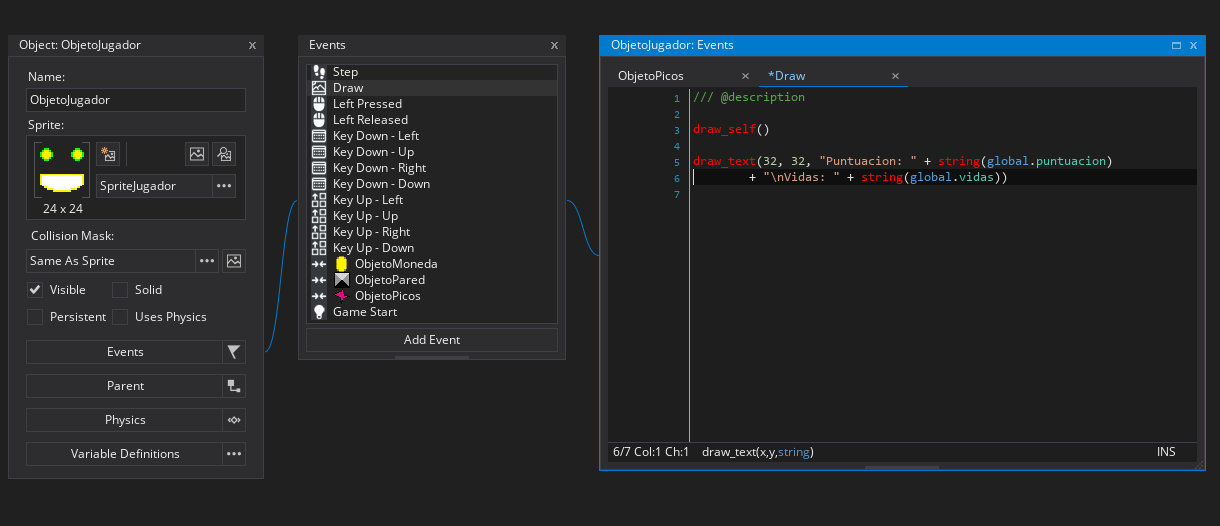 Object: ObjetoJugador
Name:
ObjetoJugador
Sprite:
SpriteJugador
24 x 24
Collision Mask:
Same As Sprite
Visible
Solid
Persistent
Uses Physics
Events
Parent
Physics
Variable Definitions
Events
Step
Draw
Left Pressed
Left Released
Key Down - Left
Key Down - Up
Key Down - Right
Key Down - Down
Key Up - Left
Key Up - Up
Key Up - Right
Key Up - Down
ObjetoMoneda
ObjetoPared
ObjetoPicos
Game Start
Add Event
ObjetoJugador: Events
ObjetoPicos
*Draw
1 /// @description
2
3 draw_self()
4
5 draw_text(32, 32, "Puntuacion: " + string(global.puntuacion)
6 + "\nVidas: " + string(global.vidas))
7
6/7 Col:1 Ch:1 draw_text(x,y,string)
INS